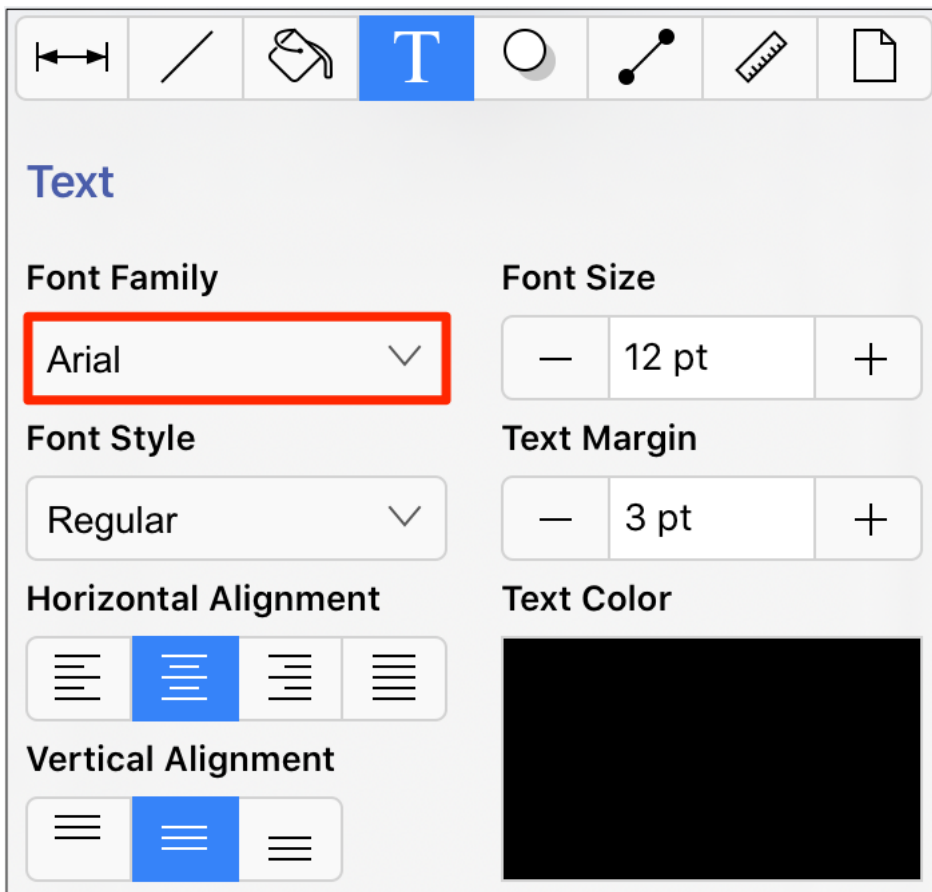 T
Text
Font Family
Font Size
Arial
12 pt
Font Style
Text Margin
Regular
3 pt
Horizontal Alignment
Text Color
Vertical Alignment